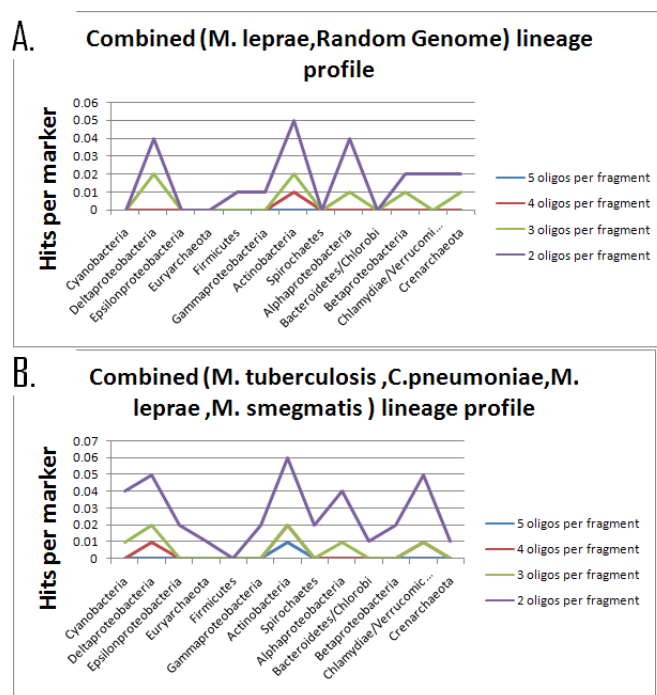 A.
Combined (M. leprae,Random Genome) lineage
profile
Hits per marker
0.06
0.05
0.04
0.03
0.02
0.01
0
Cyanobacteria
Deltaproteobacteria
Epsilonproteobacteria
Euryarchaeota
Firmicutes
Gammaproteobacteria
Actinobacteria
Spirochaetes
Alphaproteobacteria
Bacteroidetes/Chlorobi
Betaproteobacteria
Chlamydiae/Verrucomi...
Crenarchaeota
5 oligos per fragment
4 oligos per fragment
3 oligos per fragment
2 oligos per fragment
B.
Combined (M. tuberculosis ,C.pneumoniae,M.
leprae ,M. smegmatis ) lineage profile
Hits per marker
0.07
0.06
0.05
0.04
0.03
0.02
0.01
0
Cyanobacteria
Deltaproteobacteria
Epsilonproteobacteria
Euryarchaeota
Firmicutes
Gammaproteobacteria
Actinobacteria
Spirochaetes
Alphaproteobacteria
Bacteroidetes/Chlorobi
Betaproteobacteria
Chlamydiae/Verrucomic...
Crenarchaeota
5 oligos per fragment
4 oligos per fragment
3 oligos per fragment
2 oligos per fragment